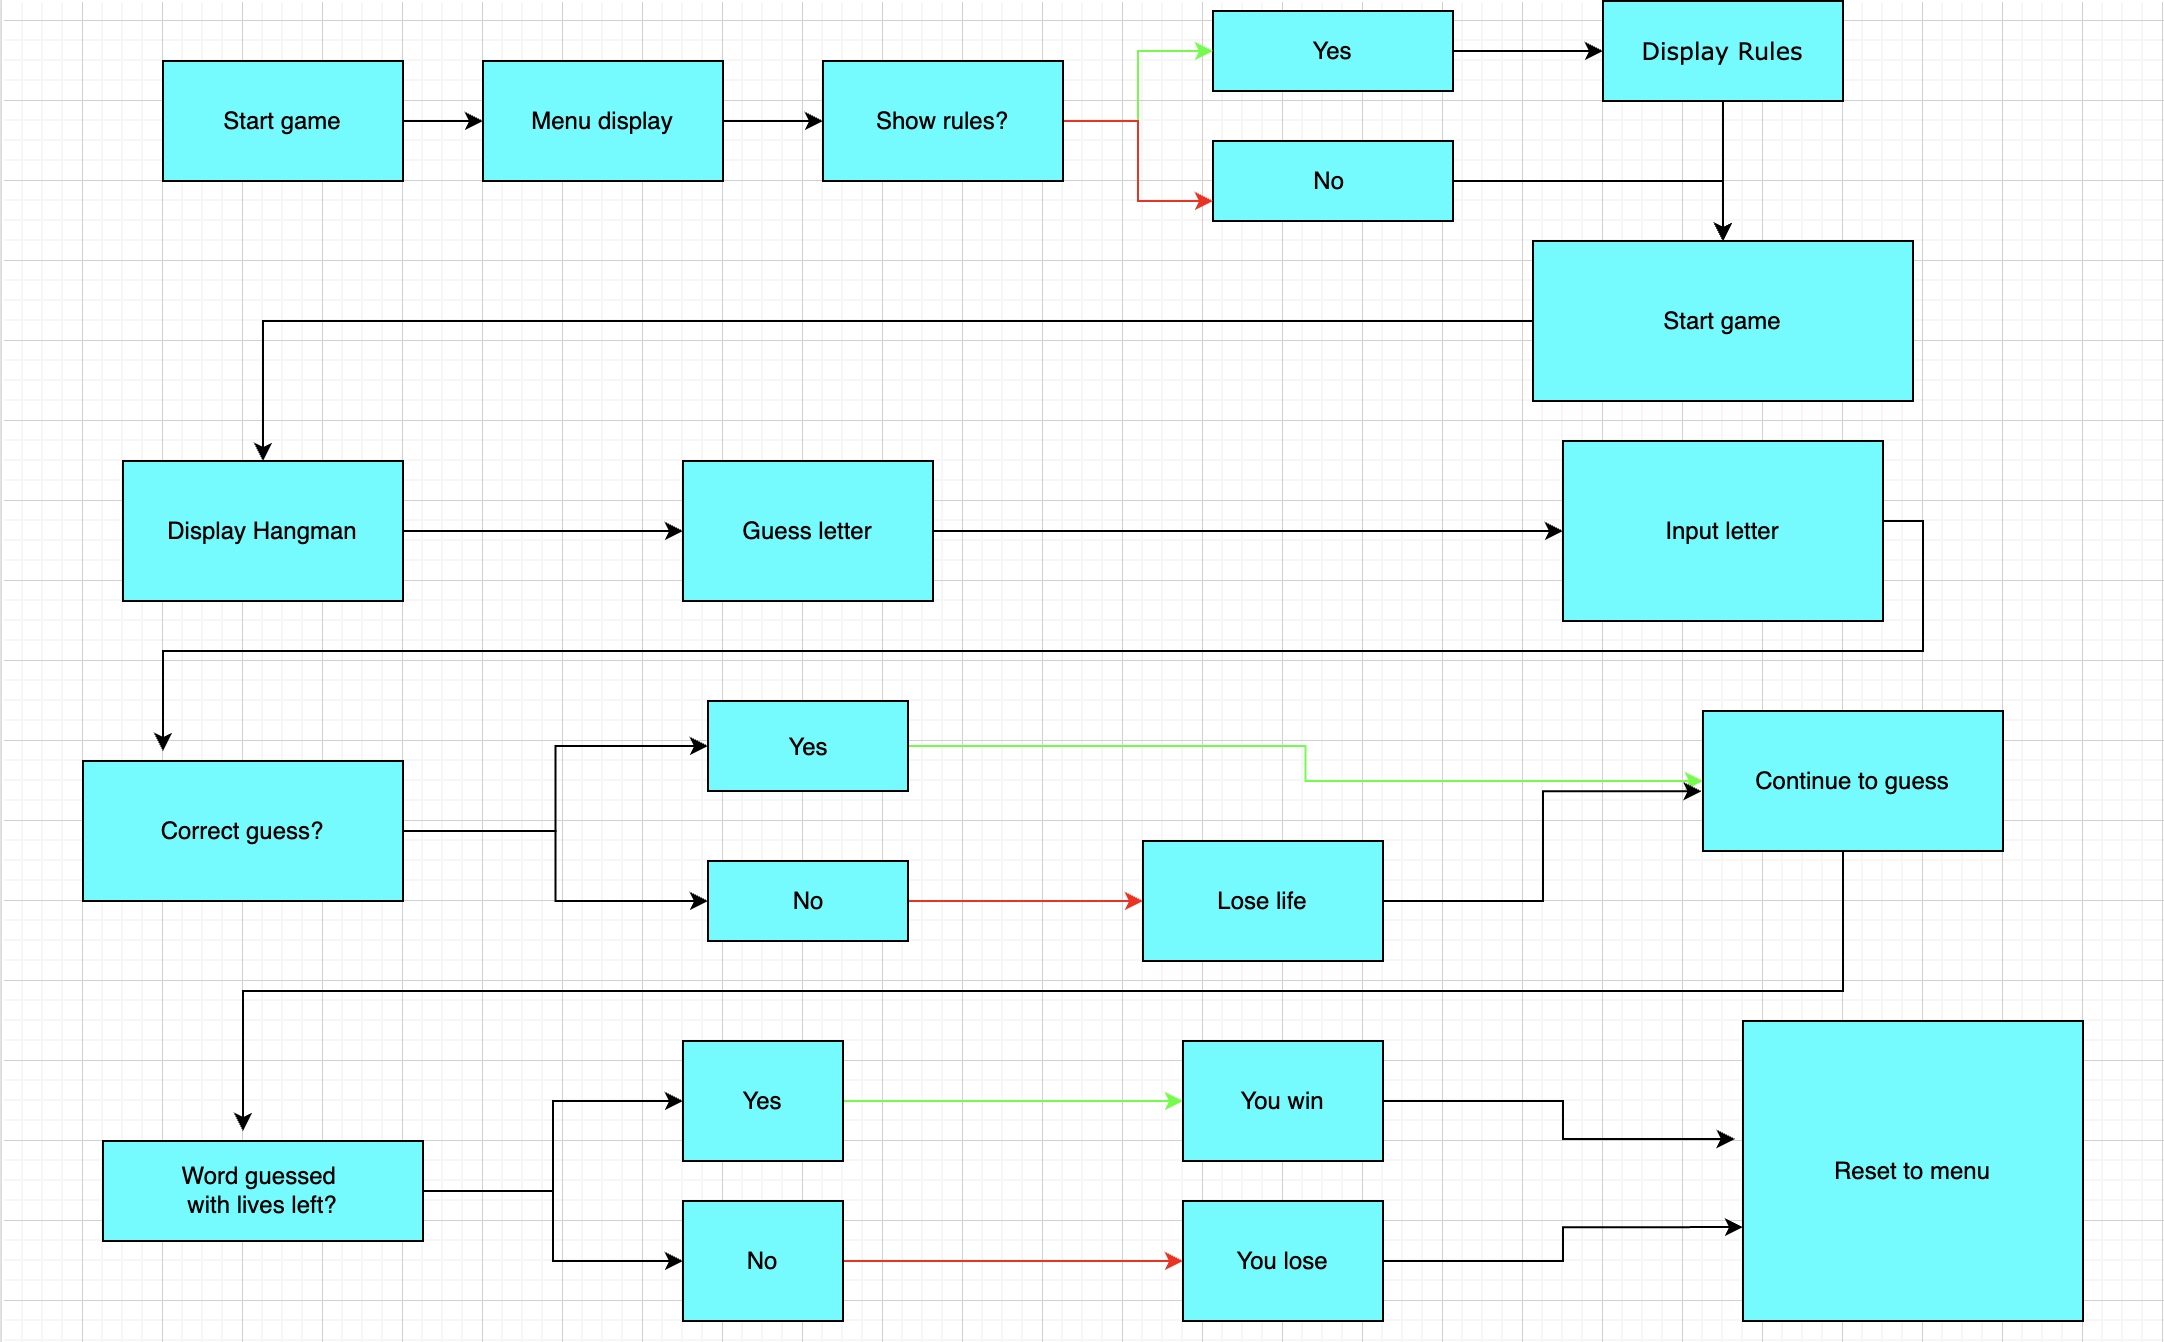 Start game
Menu display
Show rules?
Yes
Display Rules
No
Start game
Display Hangman
Guess letter
Input letter
Correct guess?
Yes
No
Lose life
Continue to guess
Word guessed
with lives left?
Yes
No
You win
You lose
Reset to menu